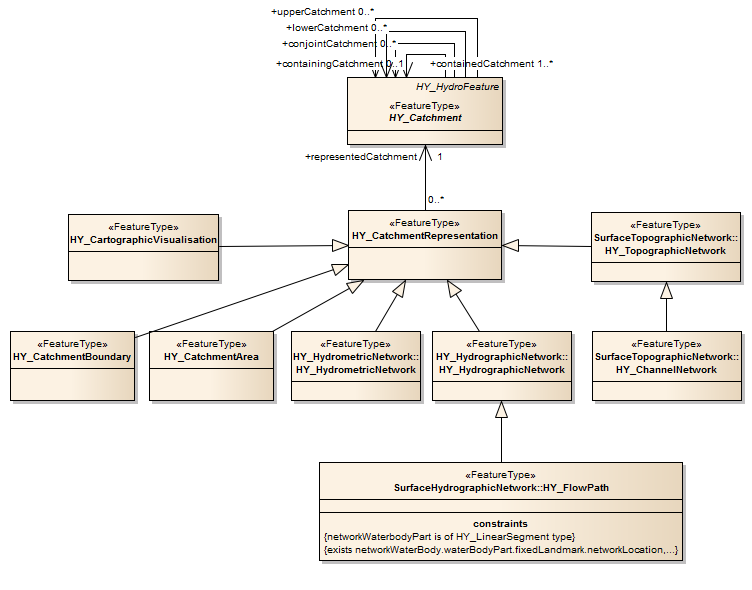 +upperCatchment 0..*
+lowerCatchment 0..*
+conjointCatchment 0..*
+containingCatchment 0..1
+containedCatchment 1..*
HY_HydroFeature
«FeatureType»
HY_Catchment
+representedCatchment
1
0..*
«FeatureType»
HY_CartographicVisualisation
«FeatureType»
HY_CatchmentRepresentation
«FeatureType»
SurfaceTopographicNetwork::
HY_TopographicNetwork
«FeatureType»
HY_CatchmentBoundary
«FeatureType»
HY_CatchmentArea
«FeatureType»
HY_HydrometricNetwork::
HY_HydrometricNetwork
«FeatureType»
HY_HydrographicNetwork::
HY_HydrographicNetwork
«FeatureType»
SurfaceTopographicNetwork::
HY_ChannelNetwork
«FeatureType»
SurfaceHydrographicNetwork::HY_FlowPath
constraints
{networkWaterbodyPart is of HY_LinearSegment type}
{exists networkWaterBody.waterBodyPart.fixedLandmark.networkLocation,...}